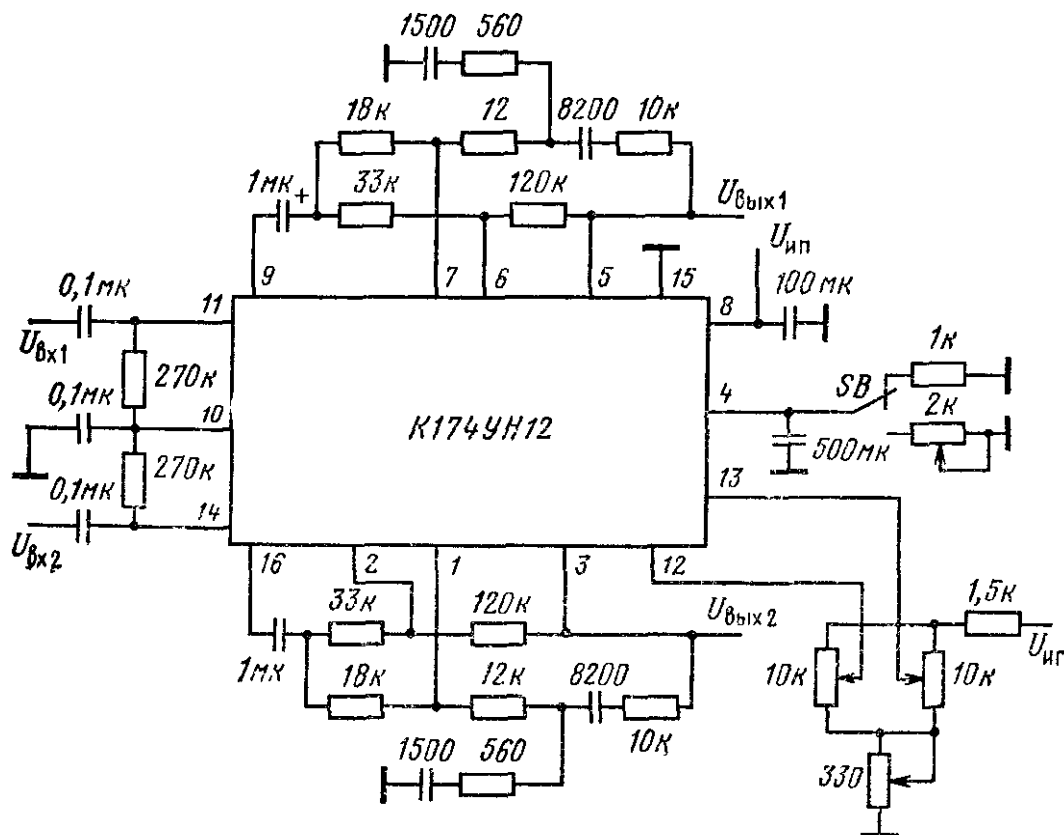 1500 560
18к 12 8200 10к
1мк + 33к 120к
Uвых1
Uип
9 7 6 5 15
100 мк
0,1мк 11 8
Uвх1
270к
1к
SB
0,1мк 10 4
К174УН12
2к
500мк
270к
0,1мк 14 13
Uвх2
16 2 1 3 12
33к 120к Uвых2
1,5к
Uиг
1мк
18к 12к 8200
10к
10к 10к
1500 560
330